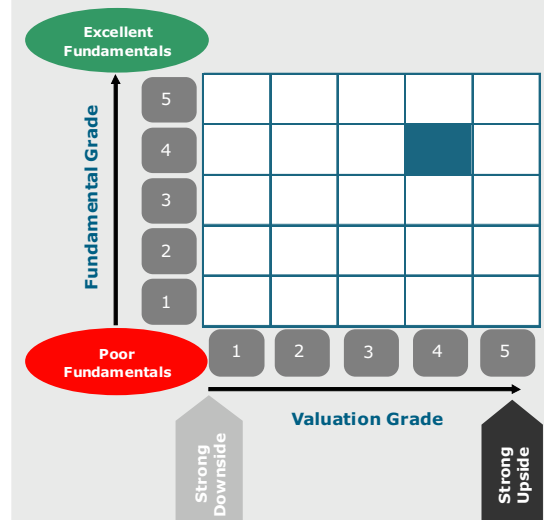 Excellent
Fundamentals
Fundamental Grade
5
4
3
2
1
Poor
Fundamentals
1 2 3 4 5
Valuation Grade
Strong
Downside
Strong
Upside